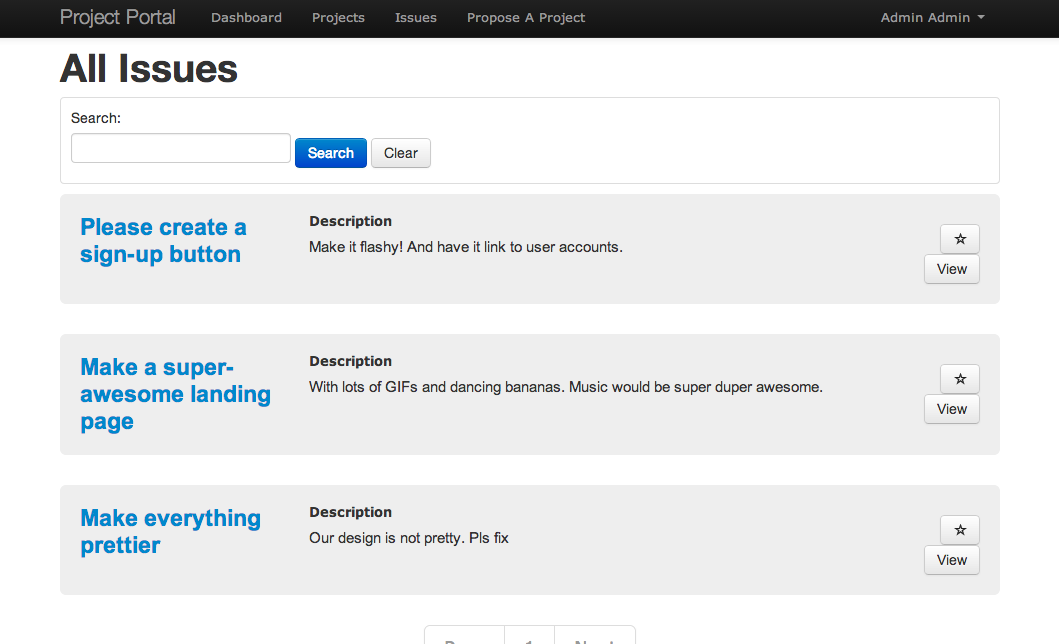 Project Portal Dashboard Projects Issues Propose A Project Admin Admin
All Issues
Search:
Search Clear
Please create a
sign-up button
Description
Make it flashy! And have it link to user accounts.
☆
View
Make a super-
awesome landing
page
Description
With lots of GIFs and dancing bananas. Music would be super duper awesome.
☆
View
Make everything
prettier
Description
Our design is not pretty. Pls fix
☆
View